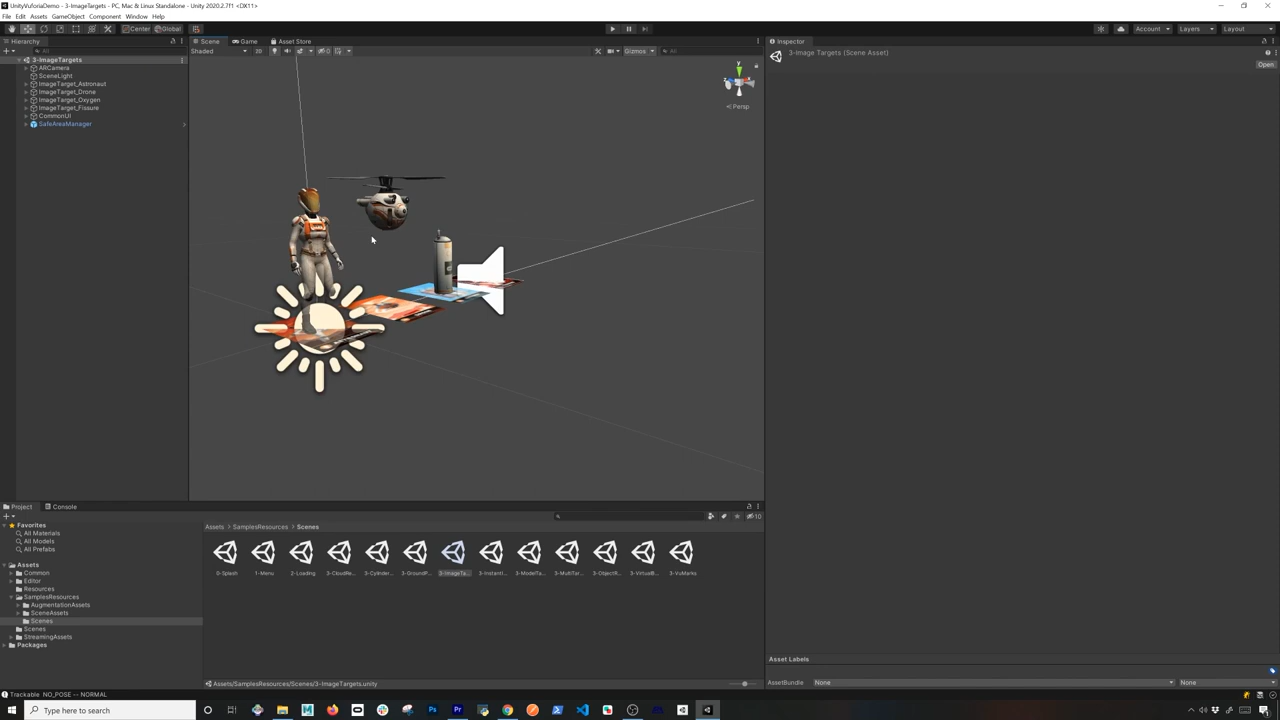 UnityVuforiaDemo - 3-ImageTargets - PC, Mac & Linux Standalone - Unity 2020.2.7f1 <DX11>
File Edit Assets GameObject Component Window Help
Center Global Account Layers Layout
Hierarchy
All
3-ImageTargets
ARCamera
SceneLight
ImageTarget_Astronaut
ImageTarget_Drone
ImageTarget_Oxygen
ImageTarget_Fissure
CommonUI
SafeAreaManager
Scene Game Asset Store
Shaded 2D 0 Gizmos All
y
Persp
Inspector
3-Image Targets (Scene Asset)
Open
Project Console
Favorites
All Materials
All Models
All Prefabs
Assets
Common
Editor
Resources
SamplesResources
AugmentationAssets
SceneAssets
Scenes
Scenes
StreamingAssets
Packages
10
Assets > SamplesResources > Scenes
0-Splash 1-Menu 2-Loading 3-CloudRe... 3-GroundP... 3-ImageTa... 3-InstantI... 3-ModelTa... 3-MultiTar... 3-ObjectR... 3-VirtualB... 3-VuMarks
Assets/SamplesResources/Scenes/3-ImageTargets.unity
Asset Labels
AssetBundle None None
Trackable NO_POSE -- NORMAL
Type here to search